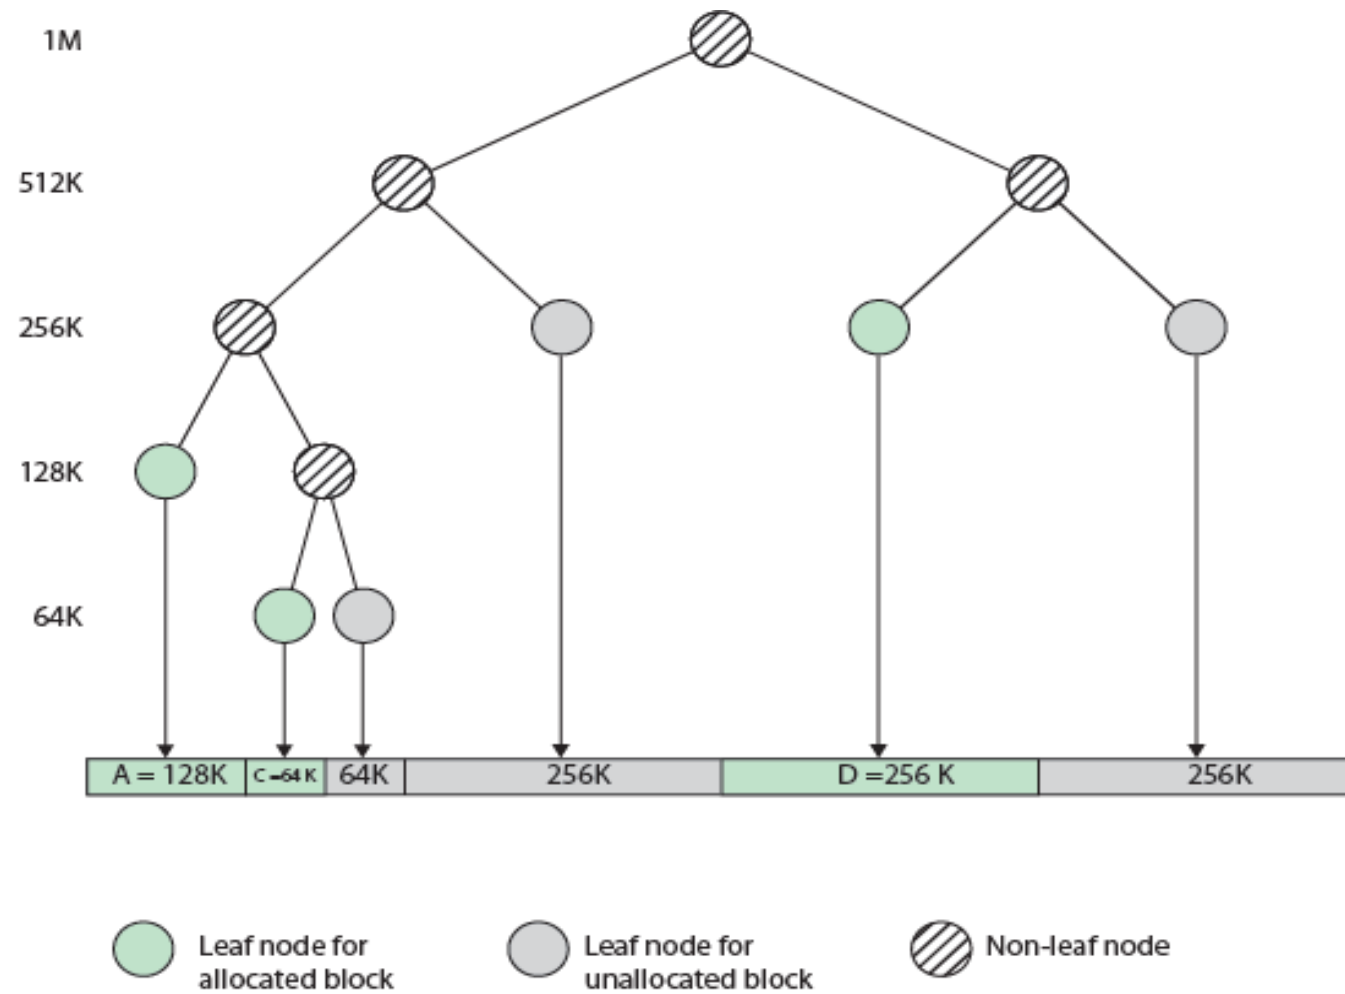 1M
512K
256K
128K
64K
A = 128K C =64 K 64K 256K D =256 K 256K
Leaf node for
allocated block
Leaf node for
unallocated block
Non-leaf node